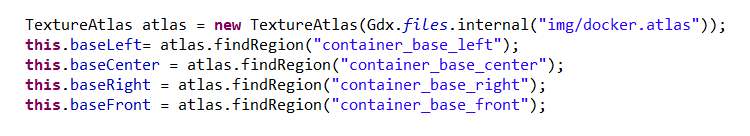 TextureAtlas atlas = new TextureAtlas(Gdx.files.internal("img/docker.atlas"));
this.baseLeft= atlas.findRegion("container_base_left");
this.baseCenter = atlas.findRegion("container_base_center");
this.baseRight = atlas.findRegion("container_base_right");
this.baseFront = atlas.findRegion("container_base_front");